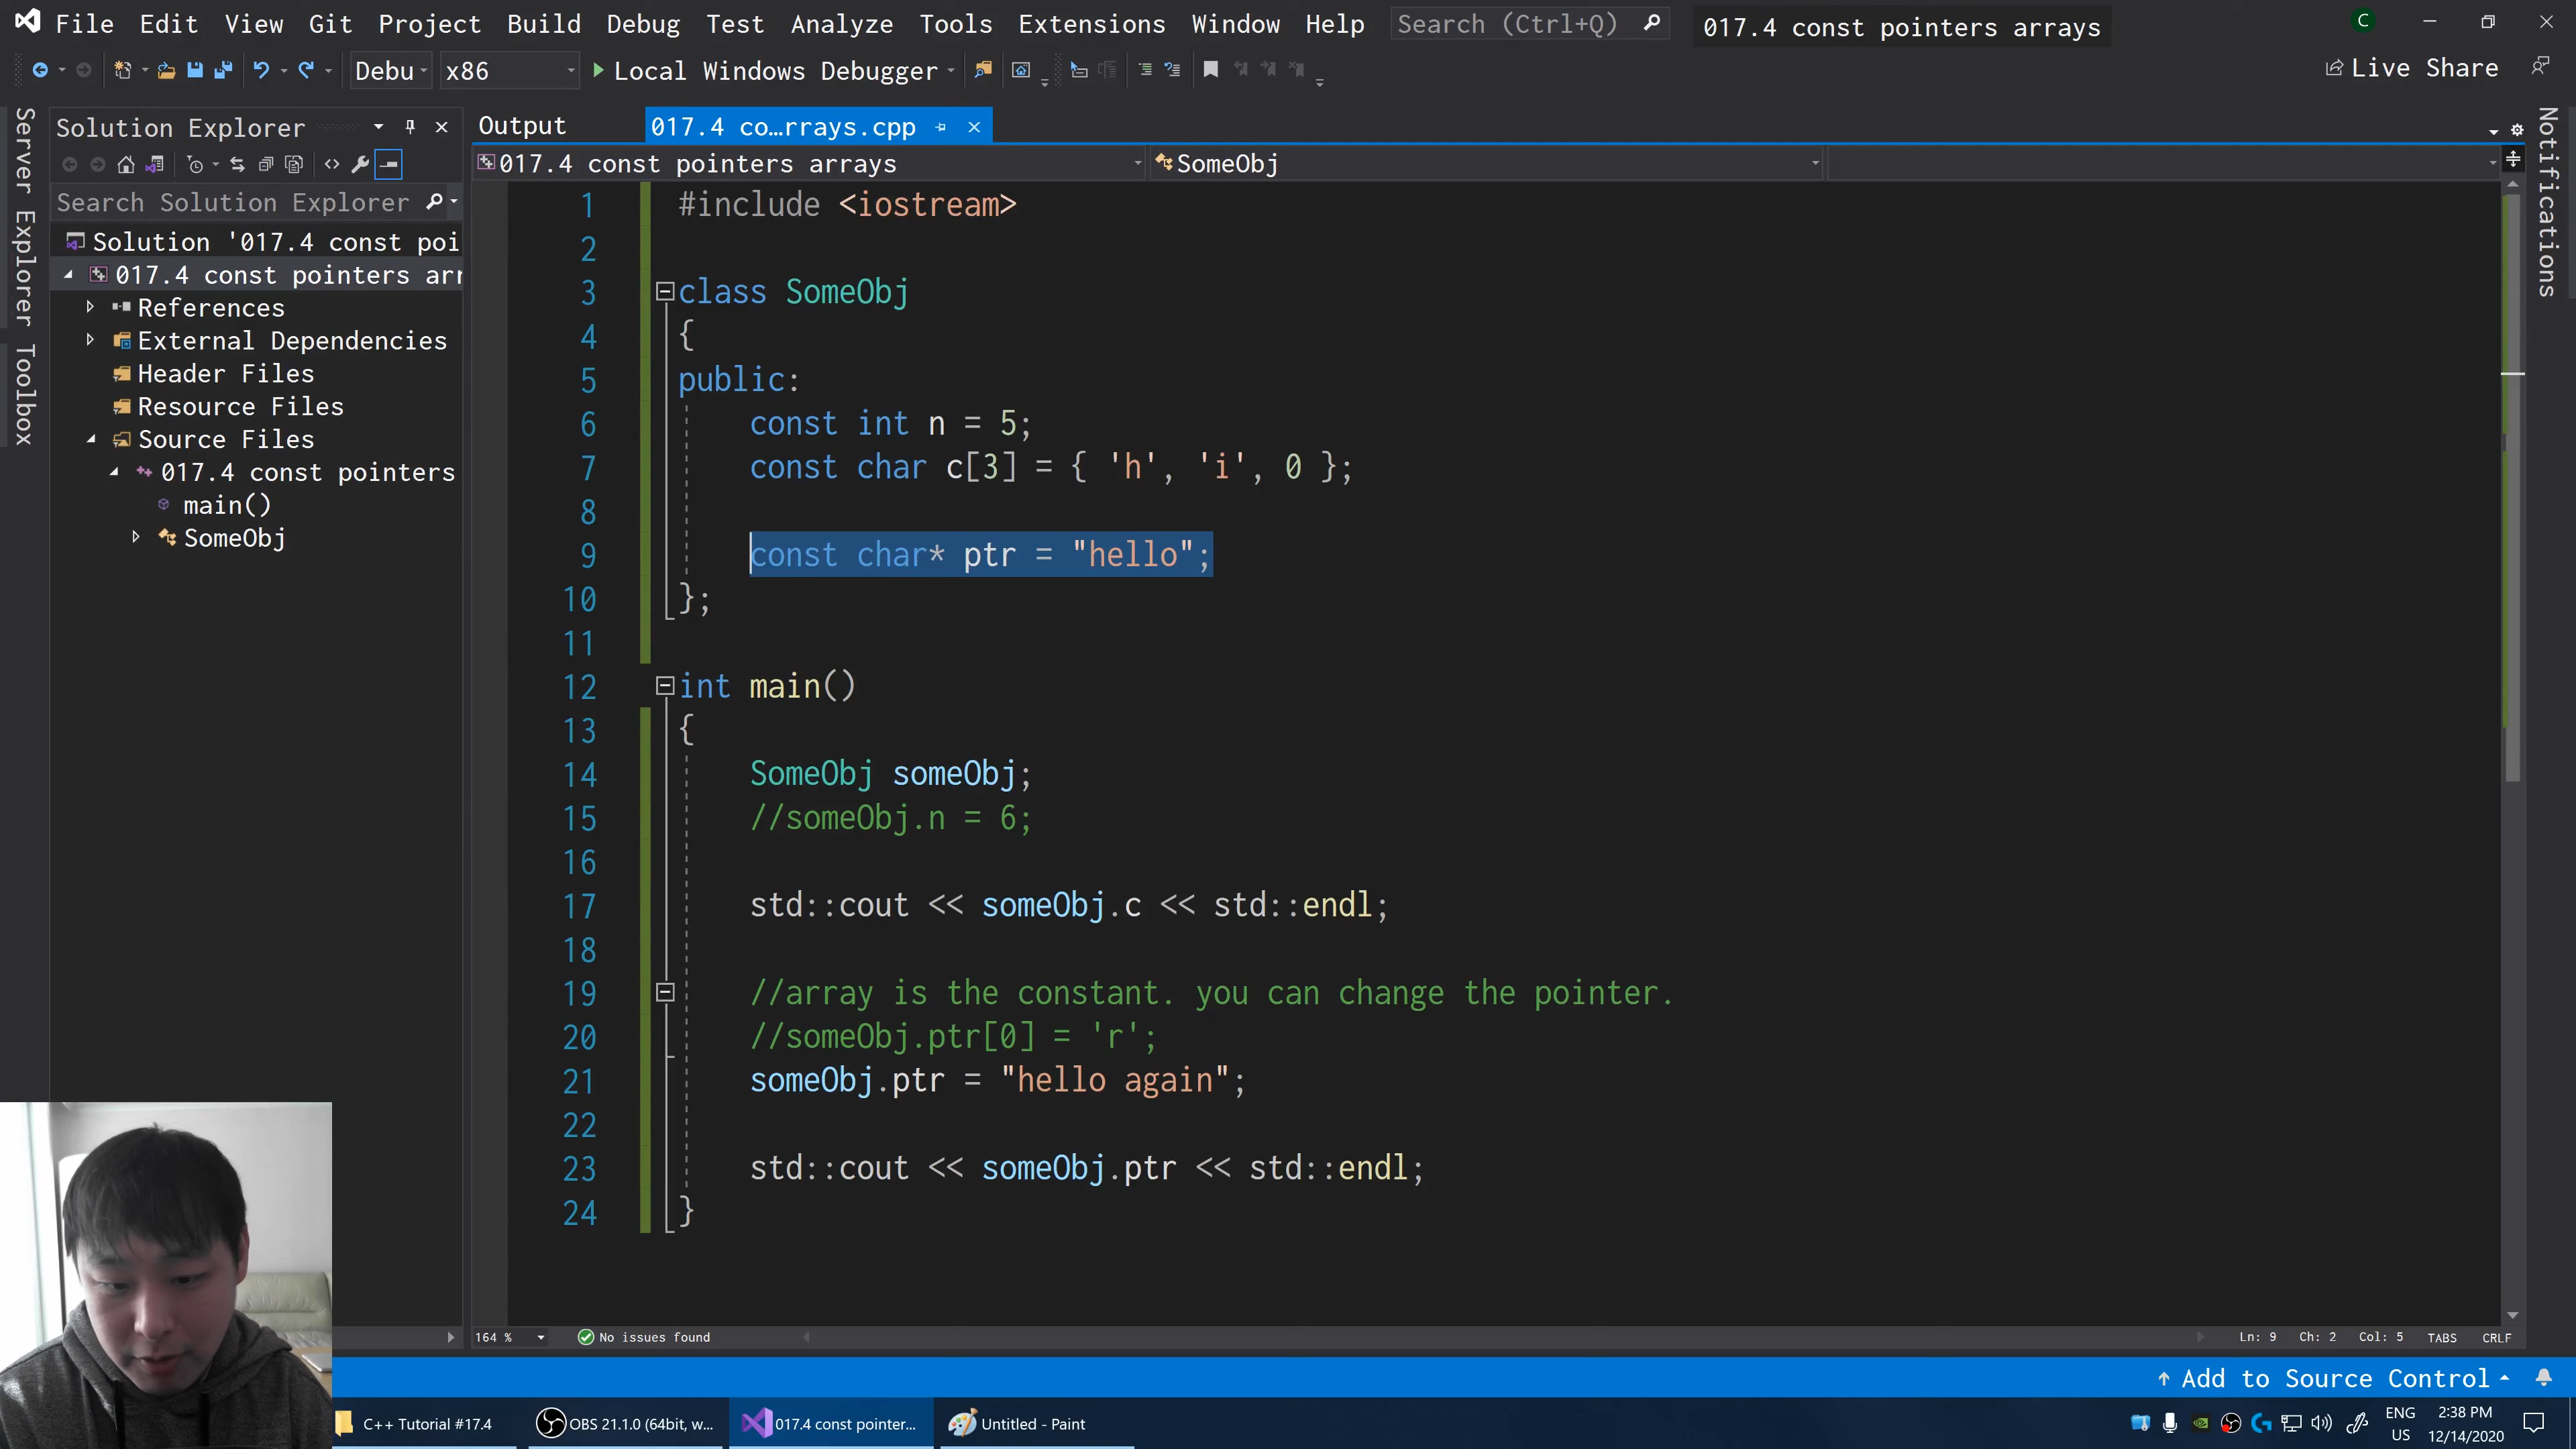 File Edit View Git Project Build Debug Test Analyze Tools Extensions Window Help Search (Ctrl+Q) 017.4 const pointers arrays C
Debu x86 Local Windows Debugger Live Share
Server Explorer
Toolbox
Notifications
Solution Explorer
Search Solution Explorer
Solution '017.4 const poi
017.4 const pointers arr
References
External Dependencies
Header Files
Resource Files
Source Files
017.4 const pointers
main()
SomeObj
Output 017.4 co...rrays.cpp
017.4 const pointers arrays SomeObj
1 #include <iostream>
2
3 class SomeObj
4 {
5 public:
6 const int n = 5;
7 const char c[3] = { 'h', 'i', 0 };
8
9 const char* ptr = "hello";
10 };
11
12 int main()
13 {
14 SomeObj someObj;
15 //someObj.n = 6;
16
17 std::cout << someObj.c << std::endl;
18
19 //array is the constant. you can change the pointer.
20 //someObj.ptr[0] = 'r';
21 someObj.ptr = "hello again";
22
23 std::cout << someObj.ptr << std::endl;
24 }
164 % No issues found Ln: 9 Ch: 2 Col: 5 TABS CRLF
Add to Source Control
C++ Tutorial #17.4 OBS 21.1.0 (64bit, w... 017.4 const pointer... Untitled - Paint ENG US 2:38 PM 12/14/2020